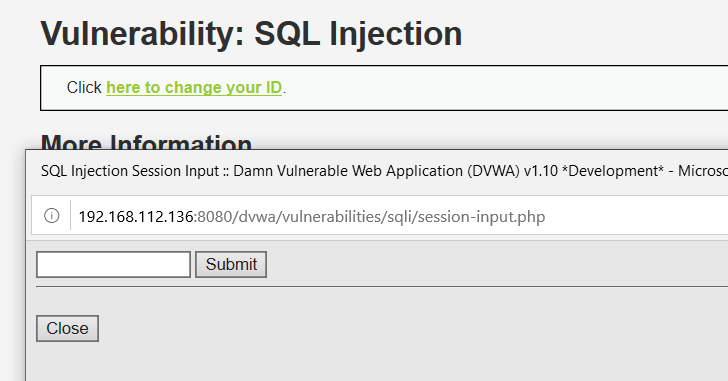 Vulnerability: SQL Injection
Click here to change your ID.
More Information
SQL Injection Session Input :: Damn Vulnerable Web Application (DVWA) v1.10 *Development* - Micros
192.168.112.136:8080/dvwa/vulnerabilities/sqli/session-input.php
Submit
Close